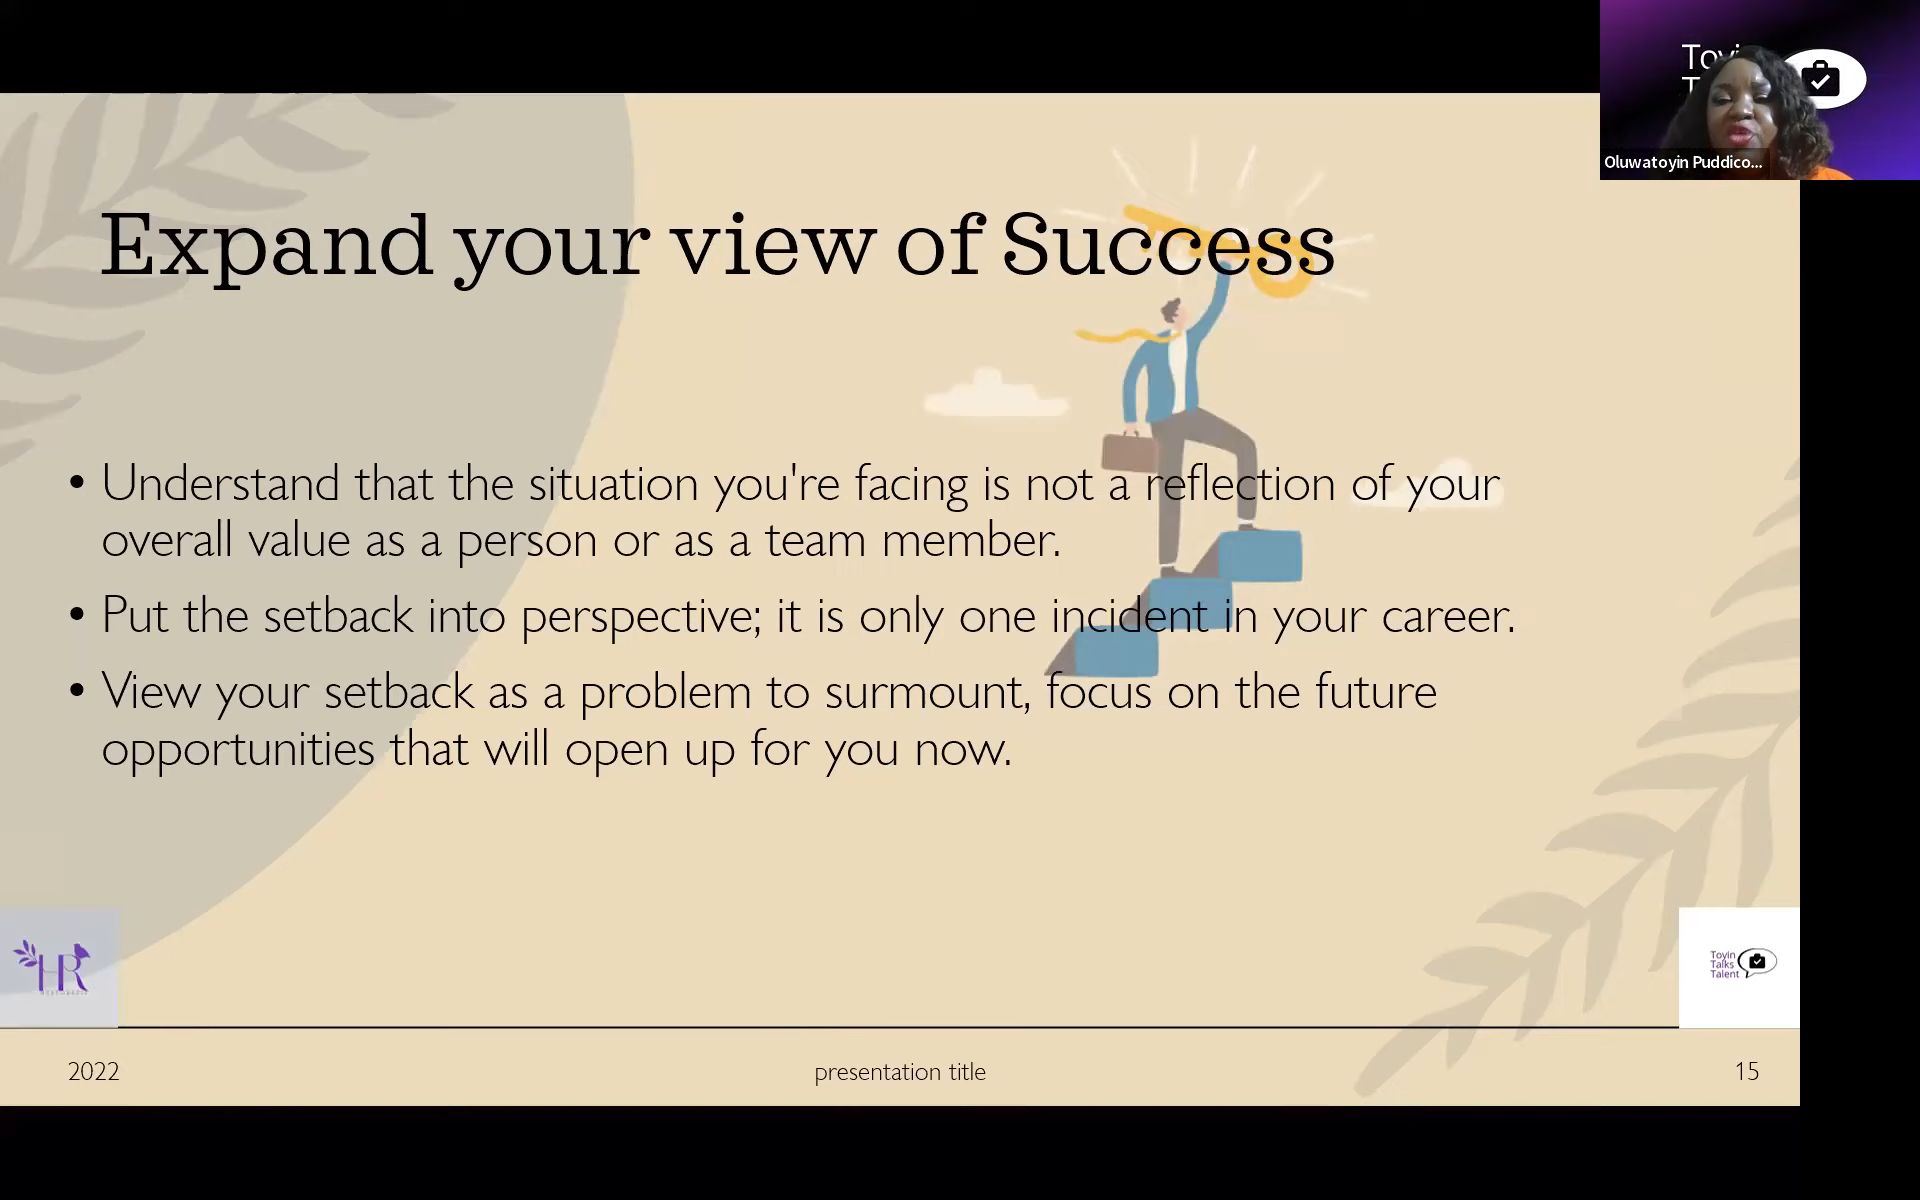 Expand your view of Success
• Understand that the situation you're facing is not a reflection of your
overall value as a person or as a team member.
• Put the setback into perspective; it is only one incident in your career.
• View your setback as a problem to surmount, focus on the future
opportunities that will open up for you now.
Oluwatoyin Puddico...
HR
Toyin
Talks
Talent
2022
presentation title
15